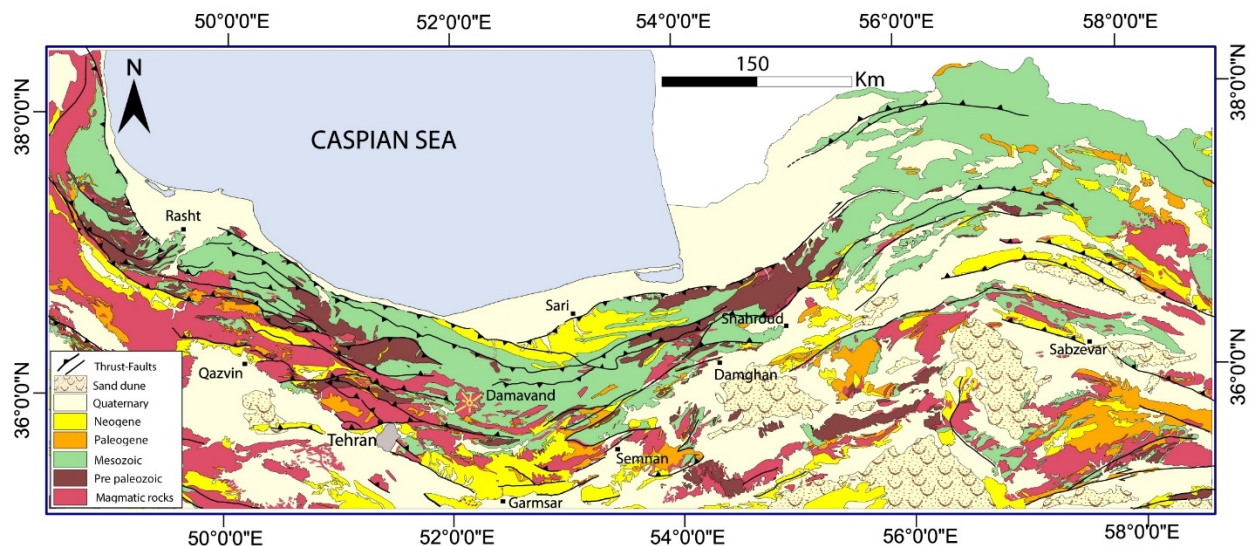 50°0'0"E
52°0'0"E
54°0'0"E
56°0'0"E
58°0'0"E
N
150
Km
38°0'0"N
38°0'0"N
CASPIAN SEA
Rasht
Sari
Shahroud
Sabzevar
Damghan
Qazvin
Damavand
36°0'0"N
36°0'0"N
Tehran
Semnan
Garmsar
Thrust-Faults
Sand dune
Quaternary
Neogene
Paleogene
Mesozoic
Pre paleozoic
Magmatic rocks
50°0'0"E
52°0'0"E
54°0'0"E
56°0'0"E
58°0'0"E